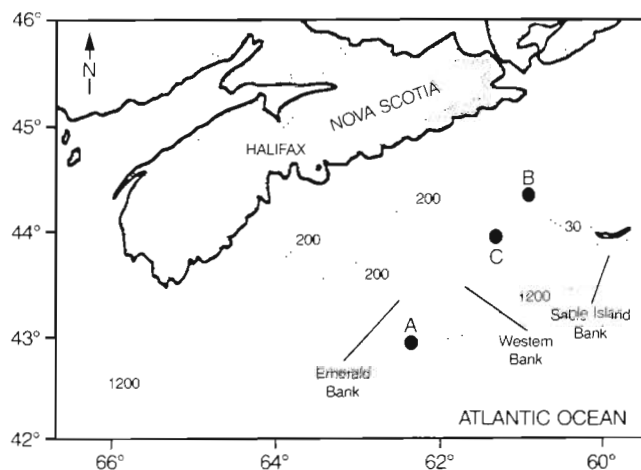 46°
N
NOVA SCOTIA
45°
HALIFAX
B
200
30
44°
200
C
200
1200
Sable Island
Bank
43°
A
Western
Bank
Emerald
Bank
1200
ATLANTIC OCEAN
42°
66°
64°
62°
60°